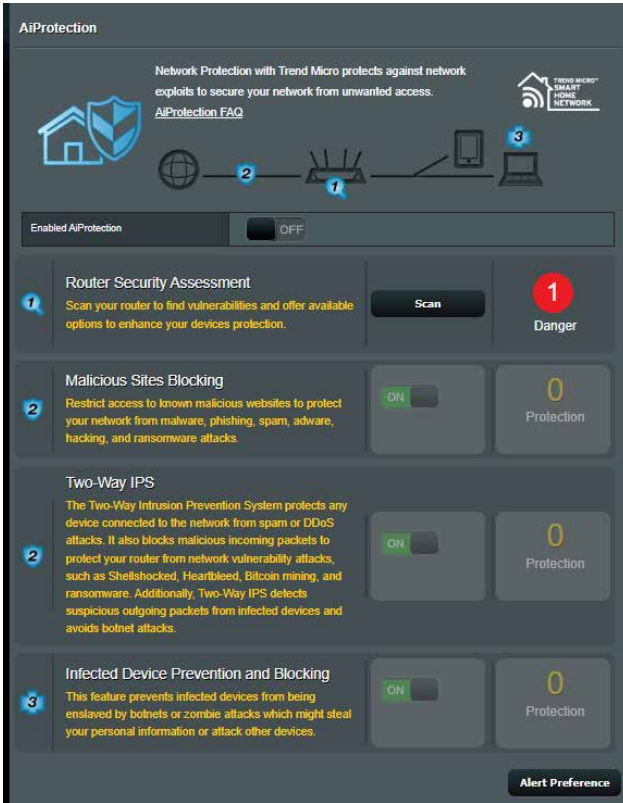 AiProtection
Network Protection with Trend Micro protects against network
exploits to secure your network from unwanted access.
AiProtection FAQ
TREND MICRO™
SMART
HOME
NETWORK
3
2
1
Enabled AiProtection
OFF
1
Router Security Assessment
Scan your router to find vulnerabilities and offer available
options to enhance your devices protection.
Scan
1
Danger
2
Malicious Sites Blocking
Restrict access to known malicious websites to protect
your network from malware, phishing, spam, adware,
hacking, and ransomware attacks.
ON
0
Protection
2
Two-Way IPS
The Two-Way Intrusion Prevention System protects any
device connected to the network from spam or DDoS
attacks. It also blocks malicious incoming packets to
protect your router from network vulnerability attacks,
such as Shellshocked, Heartbleed, Bitcoin mining, and
ransomware. Additionally, Two-Way IPS detects
suspicious outgoing packets from infected devices and
avoids botnet attacks.
ON
0
Protection
3
Infected Device Prevention and Blocking
This feature prevents infected devices from being
enslaved by botnets or zombie attacks which might steal
your personal information or attack other devices.
ON
0
Protection
Alert Preference